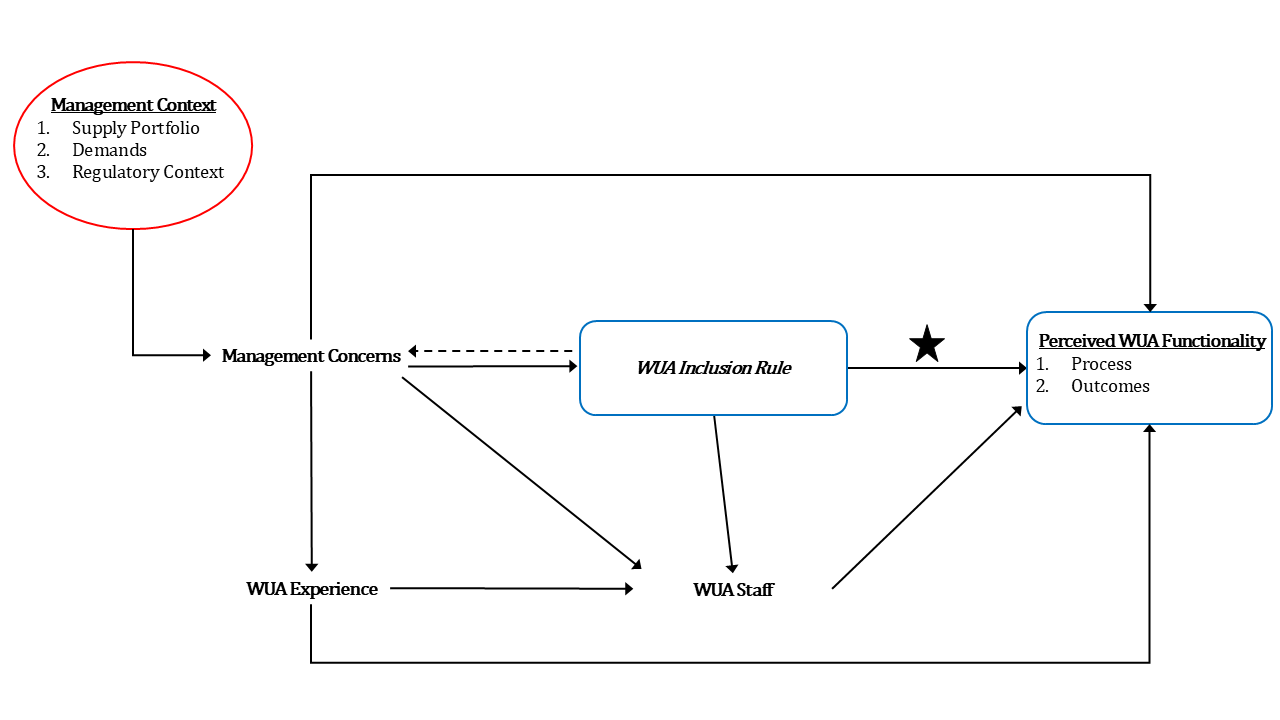 Management Context
1. Supply Portfolio
2. Demands
3. Regulatory Context
Management Concerns
WUA Inclusion Rule
Perceived WUA Functionality
1. Process
2. Outcomes
WUA Experience
WUA Staff